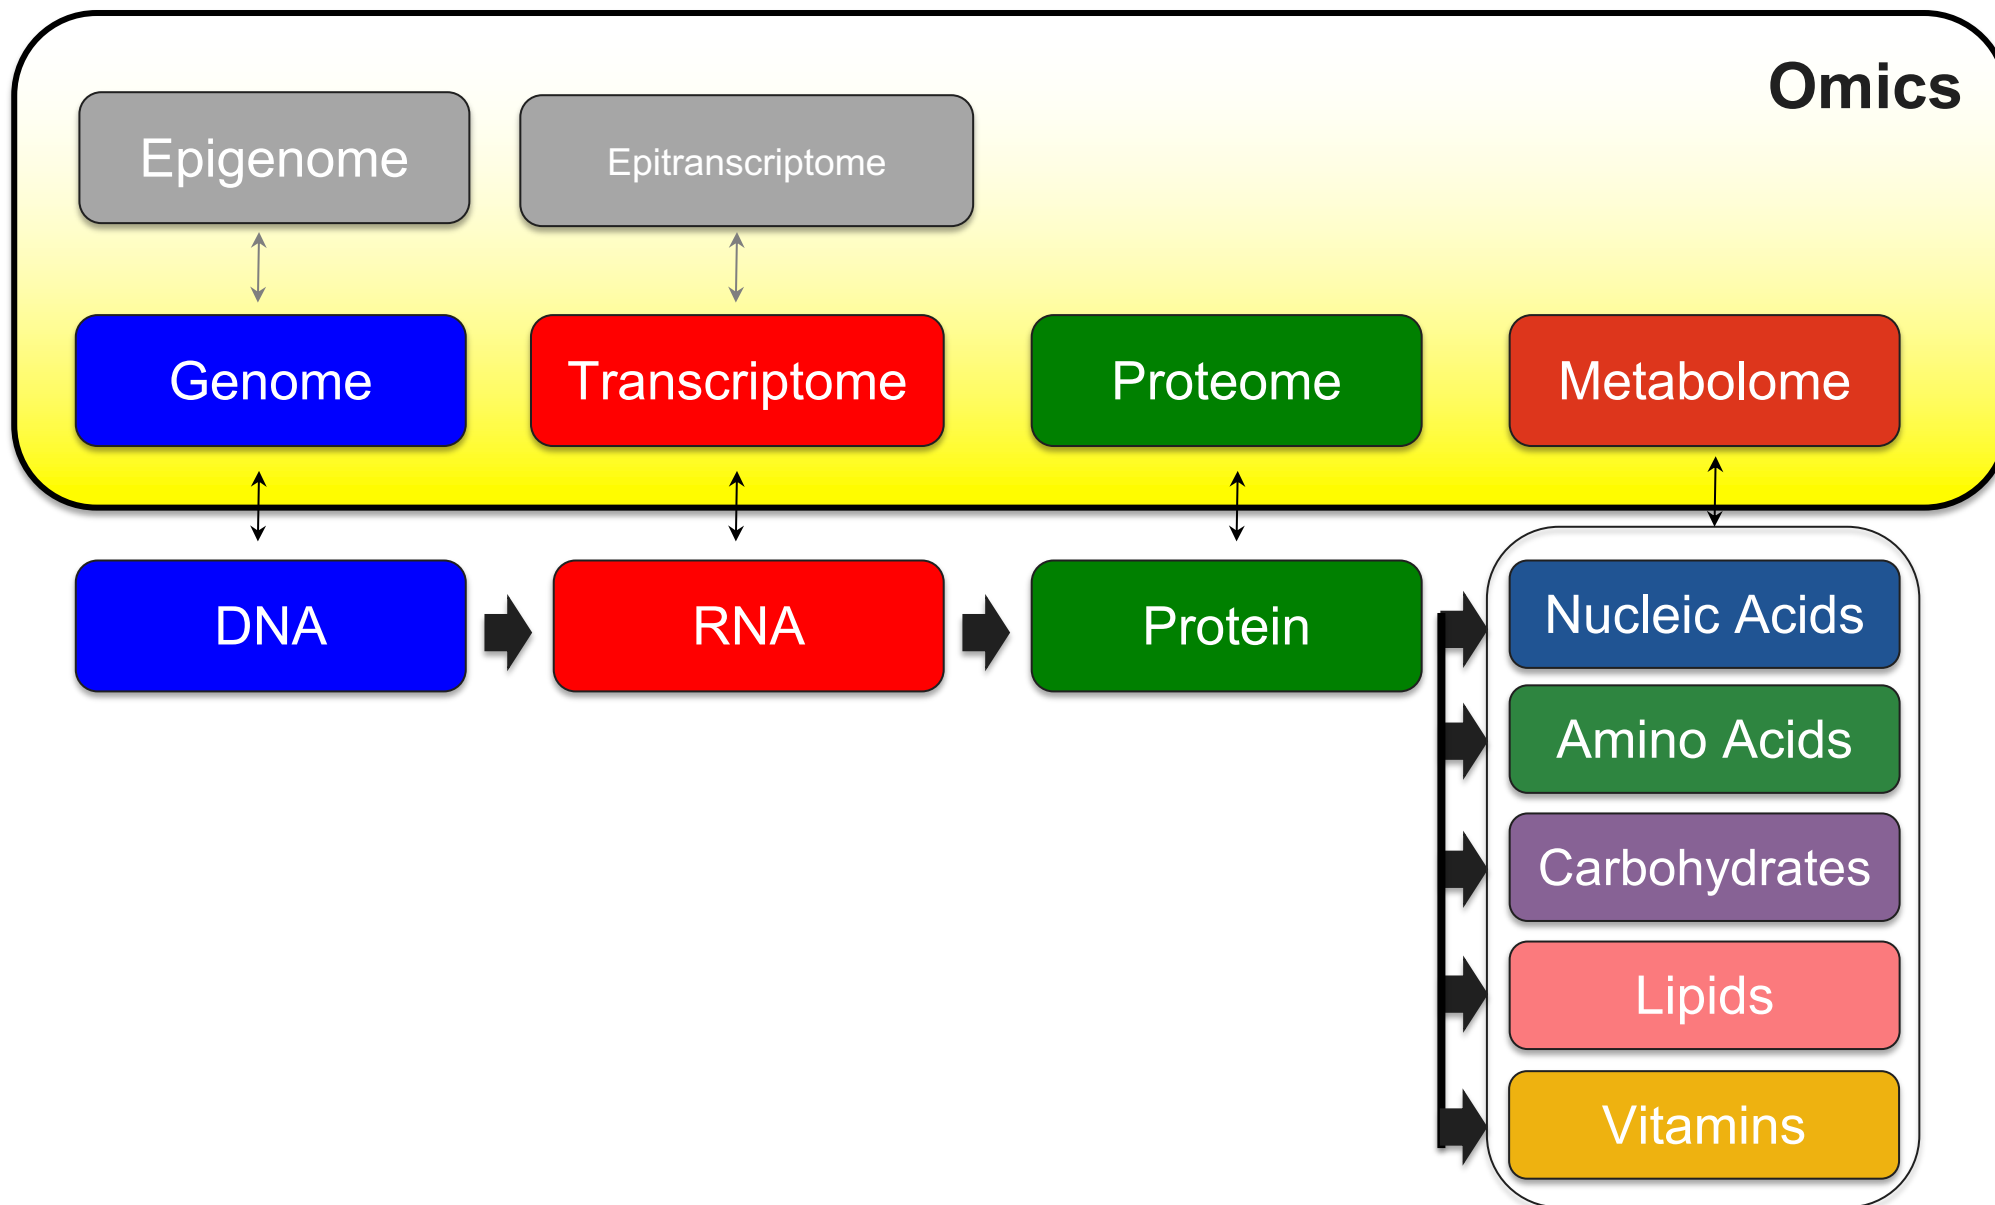 Omics
Epigenome
Epitranscriptome
Genome
Transcriptome
Proteome
Metabolome
DNA
RNA
Protein
Nucleic Acids
Amino Acids
Carbohydrates
Lipids
Vitamins